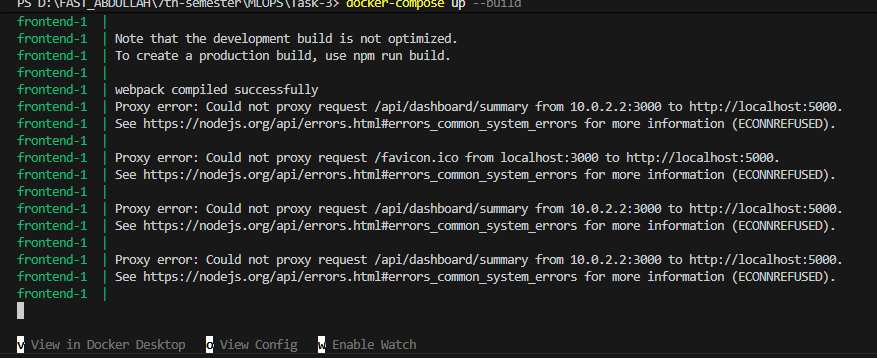 PS D:\FAST_ABDULLAH\7th-semester\MLOPS\Task-3> docker-compose up --build
frontend-1 |
frontend-1 | Note that the development build is not optimized.
frontend-1 | To create a production build, use npm run build.
frontend-1 |
frontend-1 | webpack compiled successfully
frontend-1 | Proxy error: Could not proxy request /api/dashboard/summary from 10.0.2.2:3000 to http://localhost:5000.
frontend-1 | See https://nodejs.org/api/errors.html#errors_common_system_errors for more information (ECONNREFUSED).
frontend-1 |
frontend-1 | Proxy error: Could not proxy request /favicon.ico from localhost:3000 to http://localhost:5000.
frontend-1 | See https://nodejs.org/api/errors.html#errors_common_system_errors for more information (ECONNREFUSED).
frontend-1 |
frontend-1 | Proxy error: Could not proxy request /api/dashboard/summary from 10.0.2.2:3000 to http://localhost:5000.
frontend-1 | See https://nodejs.org/api/errors.html#errors_common_system_errors for more information (ECONNREFUSED).
frontend-1 |
frontend-1 | Proxy error: Could not proxy request /api/dashboard/summary from 10.0.2.2:3000 to http://localhost:5000.
frontend-1 | See https://nodejs.org/api/errors.html#errors_common_system_errors for more information (ECONNREFUSED).
frontend-1 |
v View in Docker Desktop o View Config w Enable Watch